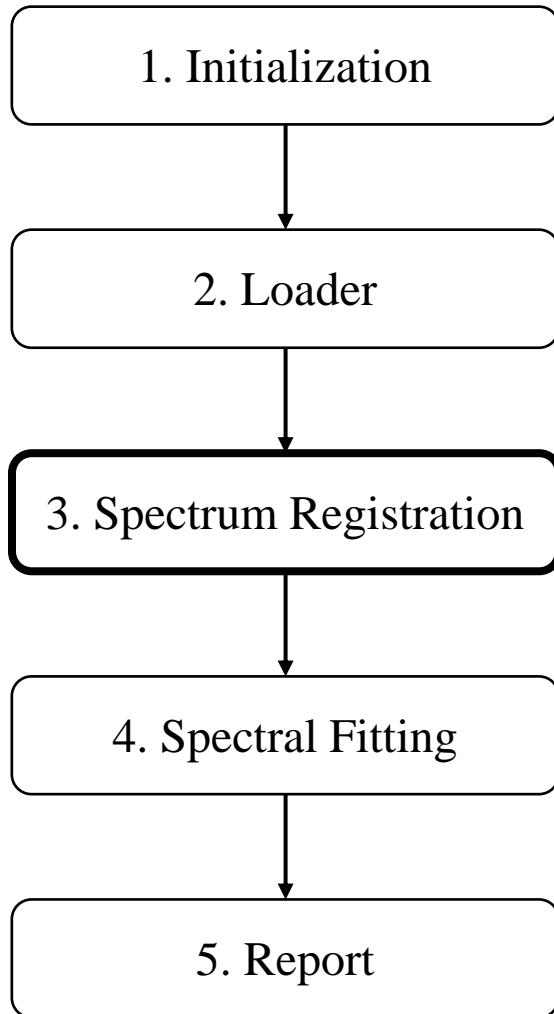 1. Initialization
2. Loader
3. Spectrum Registration
4. Spectral Fitting
5. Report